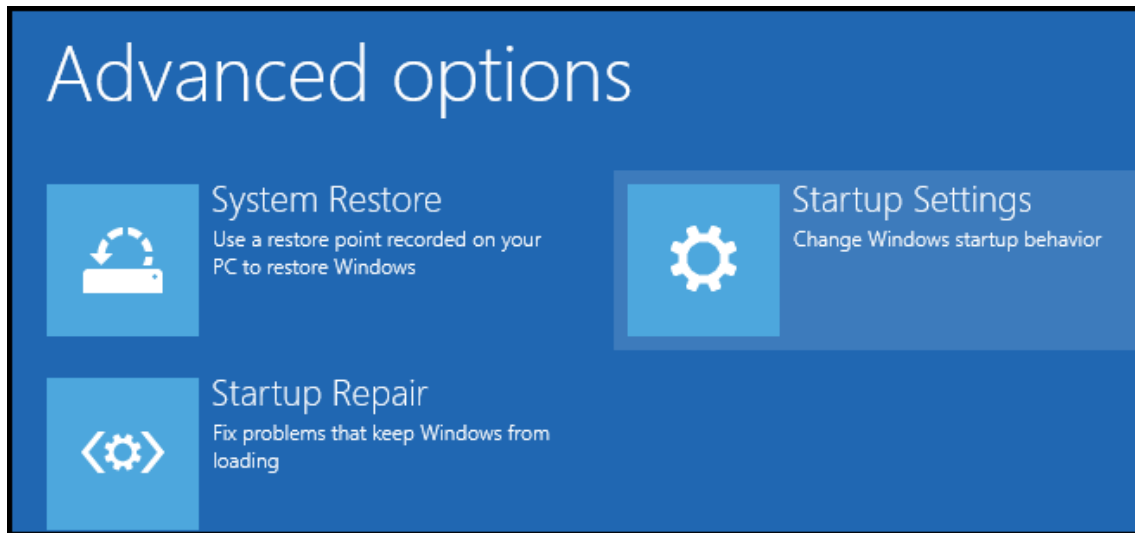 Advanced options
System Restore
Use a restore point recorded on your
PC to restore Windows
Startup Settings
Change Windows startup behavior
Startup Repair
Fix problems that keep Windows from
loading